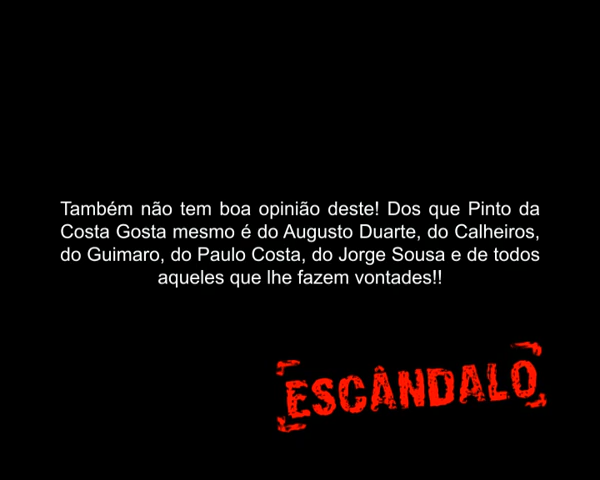 Também não tem boa opinião deste! Dos que Pinto da
Costa Gosta mesmo é do Augusto Duarte, do Calheiros,
do Guimaro, do Paulo Costa, do Jorge Sousa e de todos
aqueles que lhe fazem vontades!!
ESCÂNDALO